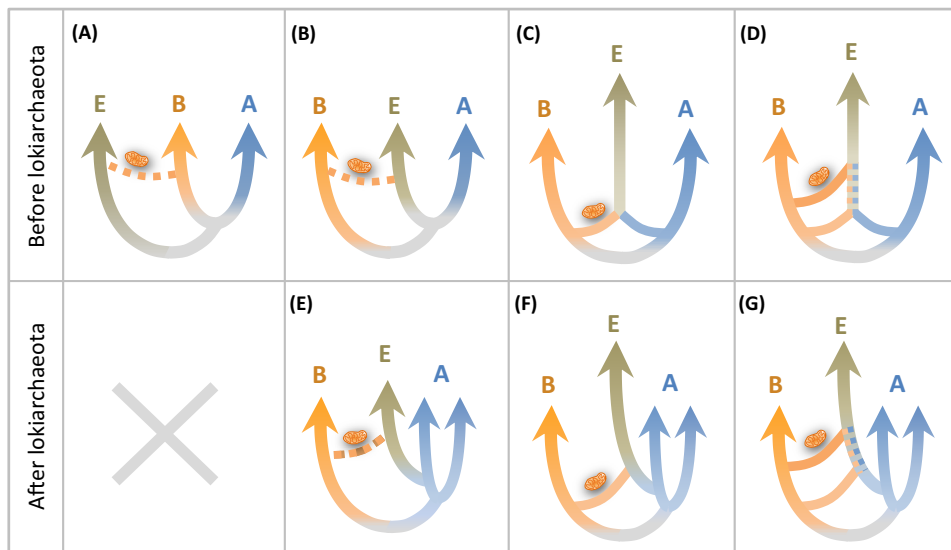 Before lokiarchaeota
(A)
E B A
(B)
B E A
(C)
E
B A
(D)
E
B A
After lokiarchaeota
(E)
E
B A
(F)
E
B A
(G)
E
B A